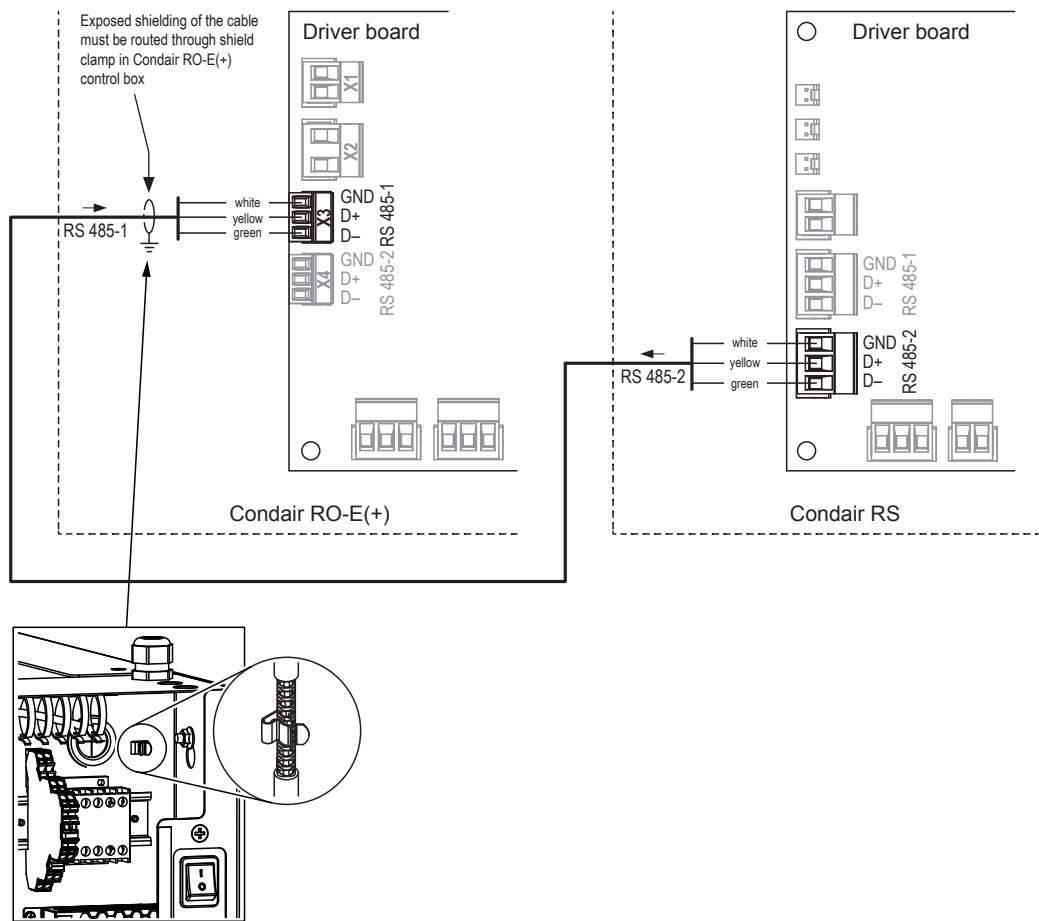 Exposed shielding of the cable
must be routed through shield
clamp in Condair RO-E(+)
control box
Driver board
X1
X2
white
yellow
green
GND
D+
D–
X3
RS 485-1
RS 485-1
GND
D+
D–
X4
RS 485-2
Condair RO-E(+)
Driver board
GND
D+
D–
RS 485-1
white
yellow
green
GND
D+
D–
RS 485-2
RS 485-2
Condair RS
I
O